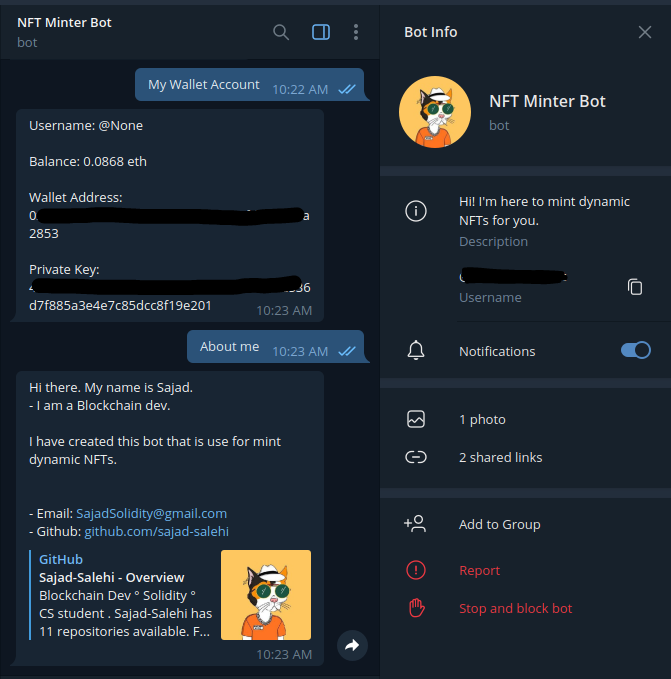 NFT Minter Bot
bot
My Wallet Account 10:22 AM
Username: @None
Balance: 0.0868 eth
Wallet Address:
0 a
2853
Private Key:
36
d7f885a3e4e7c85dcc8f19e201
10:23 AM
About me 10:23 AM
Hi there. My name is Sajad.
- I am a Blockchain dev.
I have created this bot that is use for mint
dynamic NFTs.
- Email: SajadSolidity@gmail.com
- Github: github.com/sajad-salehi
GitHub
Sajad-Salehi - Overview
Blockchain Dev ° Solidity °
CS student . Sajad-Salehi has
11 repositories available. F...
10:23 AM
Bot Info
NFT Minter Bot
bot
Hi! I'm here to mint dynamic
NFTs for you.
Description
Username
Notifications
1 photo
2 shared links
Add to Group
Report
Stop and block bot